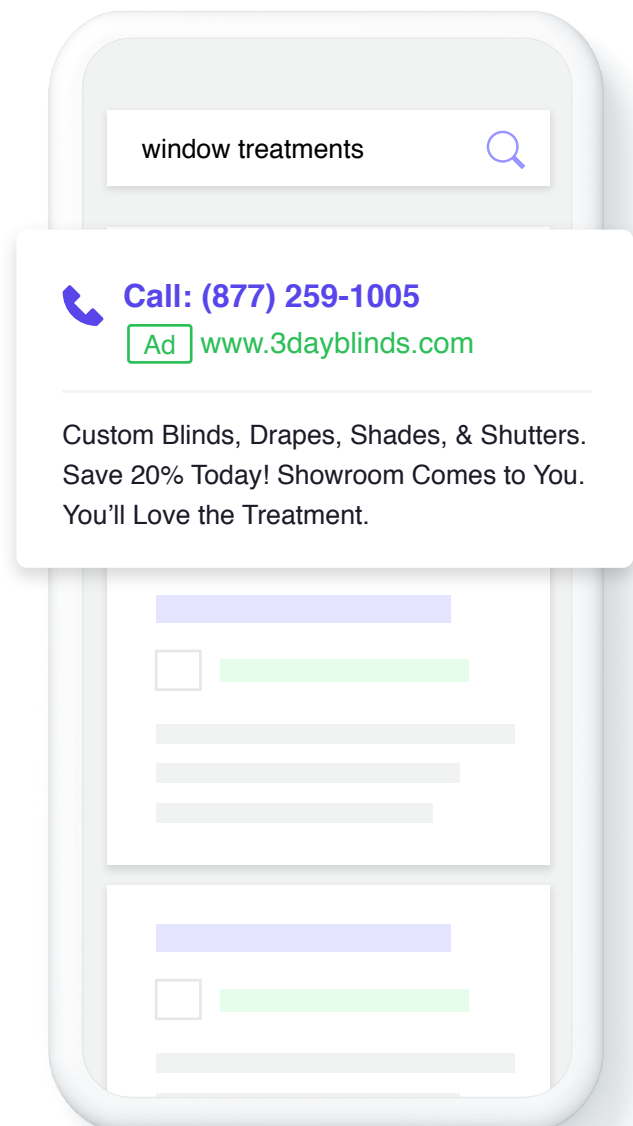 window treatments
Call: (877) 259-1005
Ad www.3dayblinds.com
Custom Blinds, Drapes, Shades, & Shutters.
Save 20% Today! Showroom Comes to You.
You’ll Love the Treatment.